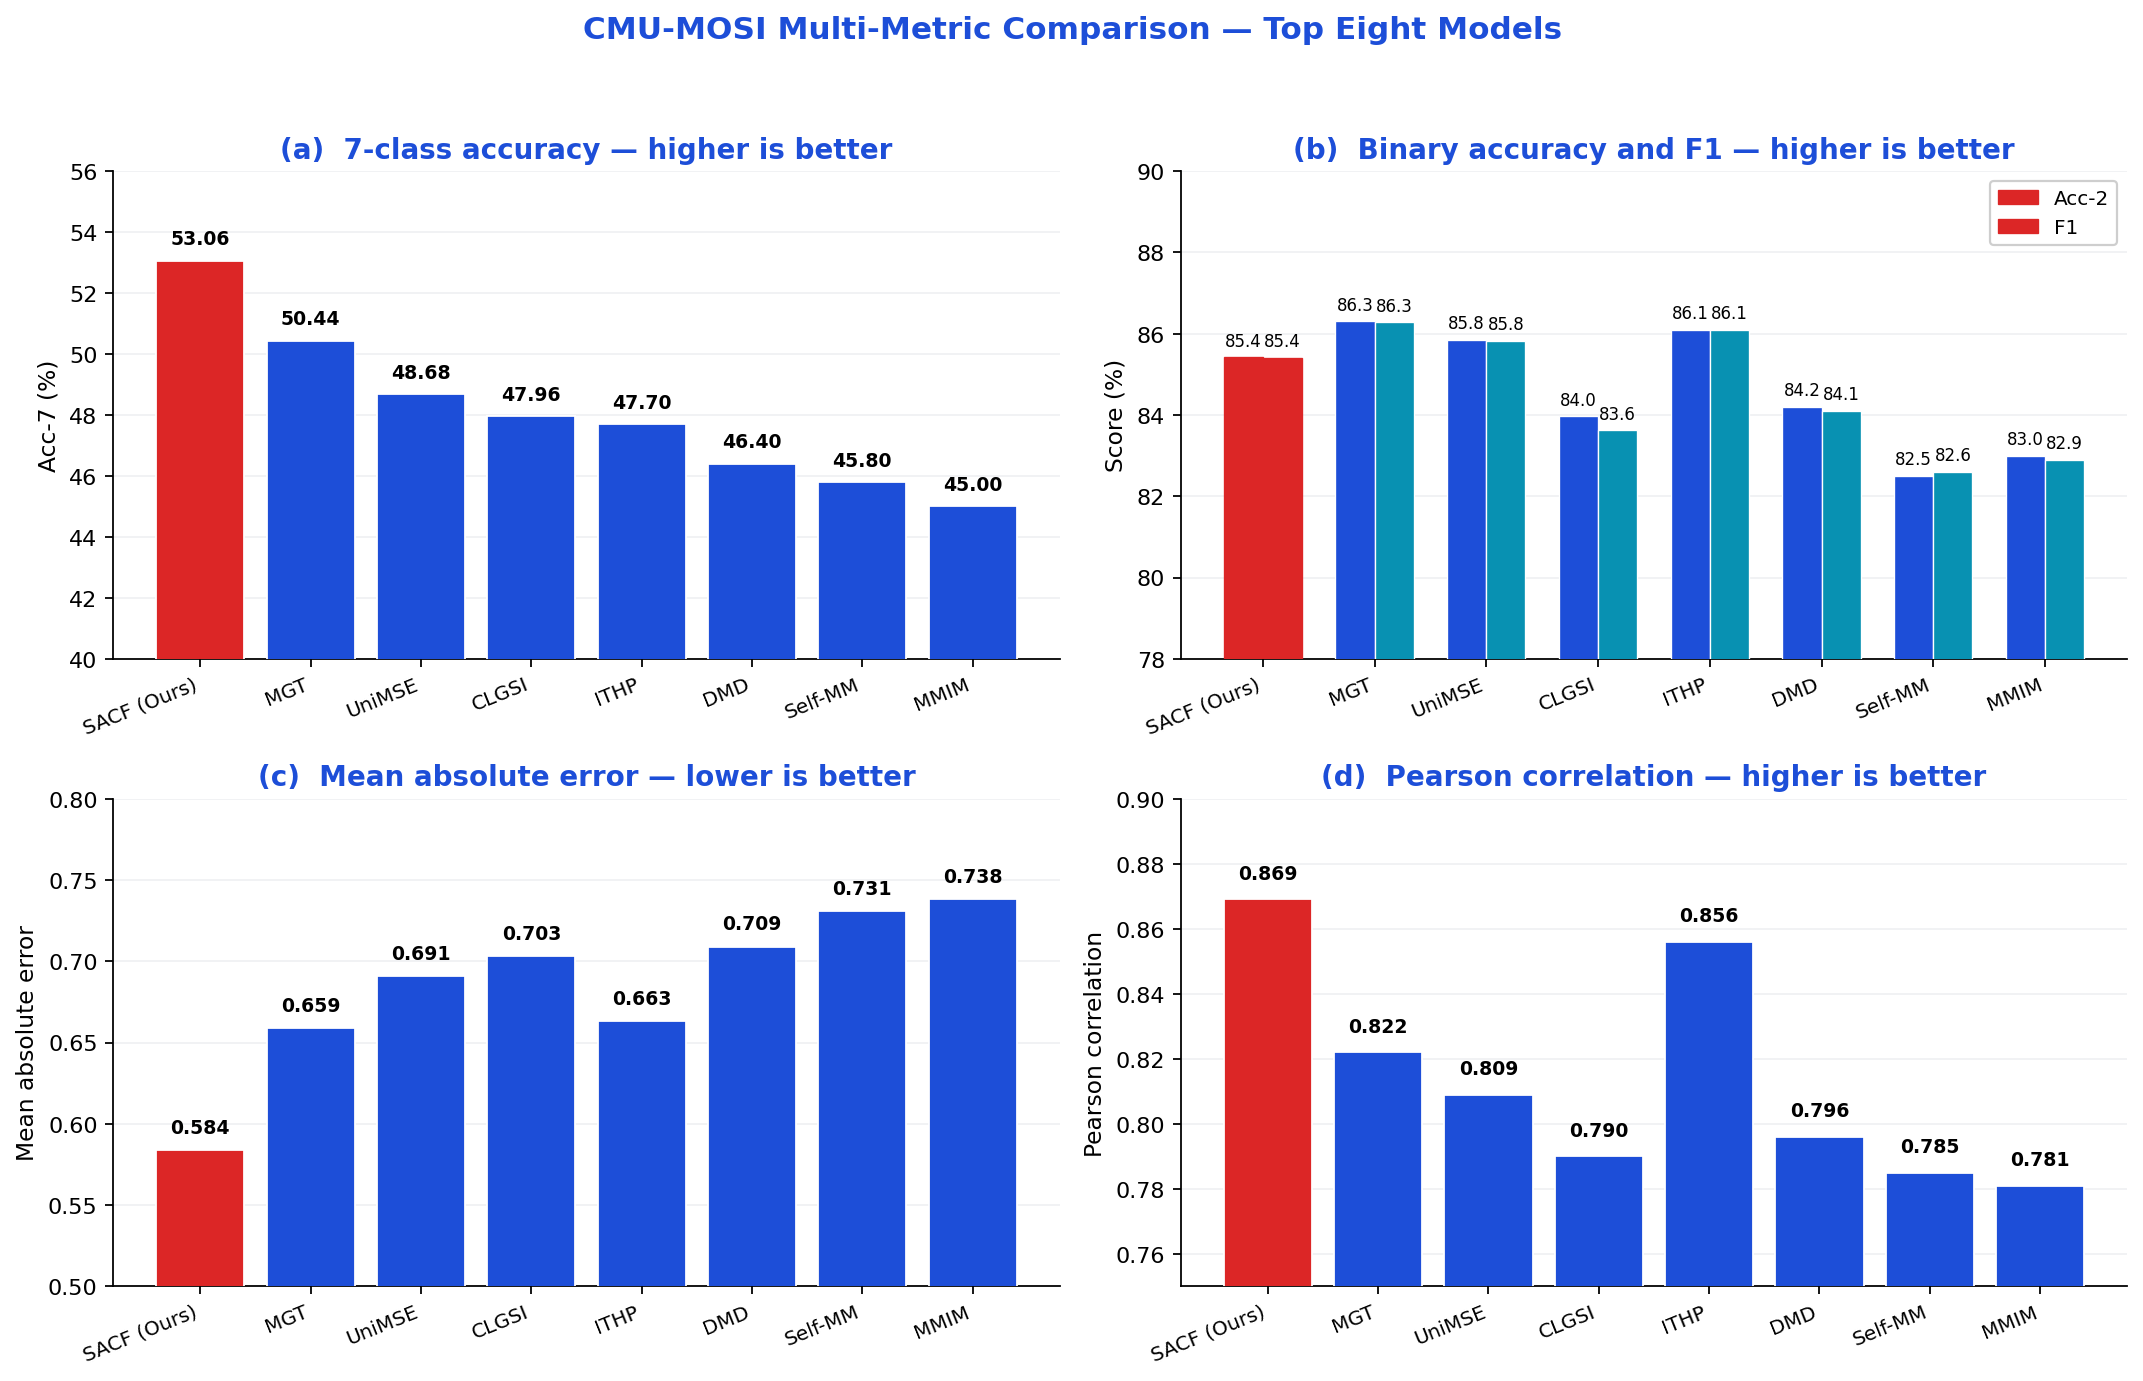 CMU-MOSI Multi-Metric Comparison — Top Eight Models
(a)  7-class accuracy — higher is better
Acc-7 (%)
56
54
52
50
48
46
44
42
40
53.06
50.44
48.68
47.96
47.70
46.40
45.80
45.00
SACF (Ours)
MGT
UniMSE
CLGSI
ITHP
DMD
Self-MM
MMIM
(b)  Binary accuracy and F1 — higher is better
Score (%)
90
88
86
84
82
80
78
Acc-2
F1
85.4 85.4
86.3 86.3
85.8 85.8
84.0 83.6
86.1 86.1
84.2 84.1
82.5 82.6
83.0 82.9
SACF (Ours)
MGT
UniMSE
CLGSI
ITHP
DMD
Self-MM
MMIM
(c)  Mean absolute error — lower is better
Mean absolute error
0.80
0.75
0.70
0.65
0.60
0.55
0.50
0.584
0.659
0.691
0.703
0.663
0.709
0.731
0.738
SACF (Ours)
MGT
UniMSE
CLGSI
ITHP
DMD
Self-MM
MMIM
(d)  Pearson correlation — higher is better
Pearson correlation
0.90
0.88
0.86
0.84
0.82
0.80
0.78
0.76
0.869
0.822
0.809
0.790
0.856
0.796
0.785
0.781
SACF (Ours)
MGT
UniMSE
CLGSI
ITHP
DMD
Self-MM
MMIM